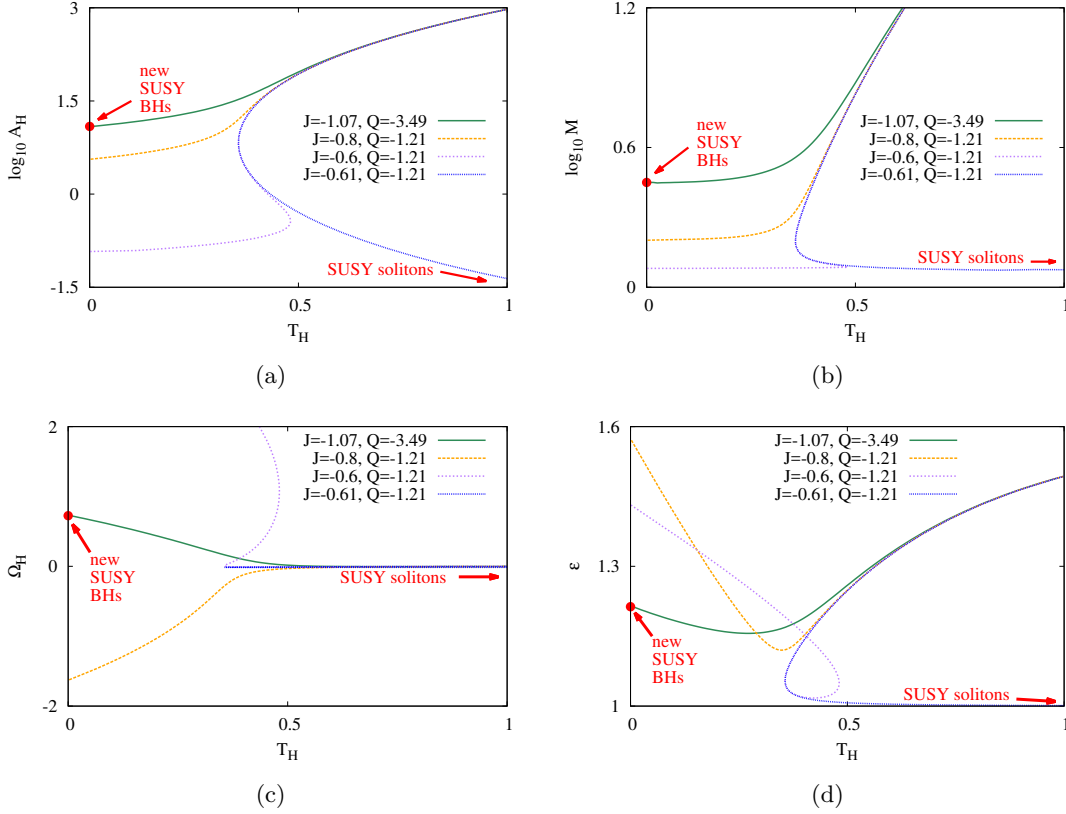 3
1.5
0
-1.5
log10 AH
new
SUSY
BHs
J=-1.07, Q=-3.49
J=-0.8, Q=-1.21
J=-0.6, Q=-1.21
J=-0.61, Q=-1.21
SUSY solitons
0 0.5 1
TH
(a)
1.2
0.6
0
log10 M
new
SUSY
BHs
J=-1.07, Q=-3.49
J=-0.8, Q=-1.21
J=-0.6, Q=-1.21
J=-0.61, Q=-1.21
SUSY solitons
0 0.5 1
TH
(b)
2
0
-2
ΩH
J=-1.07, Q=-3.49
J=-0.8, Q=-1.21
J=-0.6, Q=-1.21
J=-0.61, Q=-1.21
new
SUSY
BHs
SUSY solitons
0 0.5 1
TH
(c)
1.6
1.3
1
ε
J=-1.07, Q=-3.49
J=-0.8, Q=-1.21
J=-0.6, Q=-1.21
J=-0.61, Q=-1.21
new
SUSY
BHs
SUSY solitons
0 0.5 1
TH
(d)